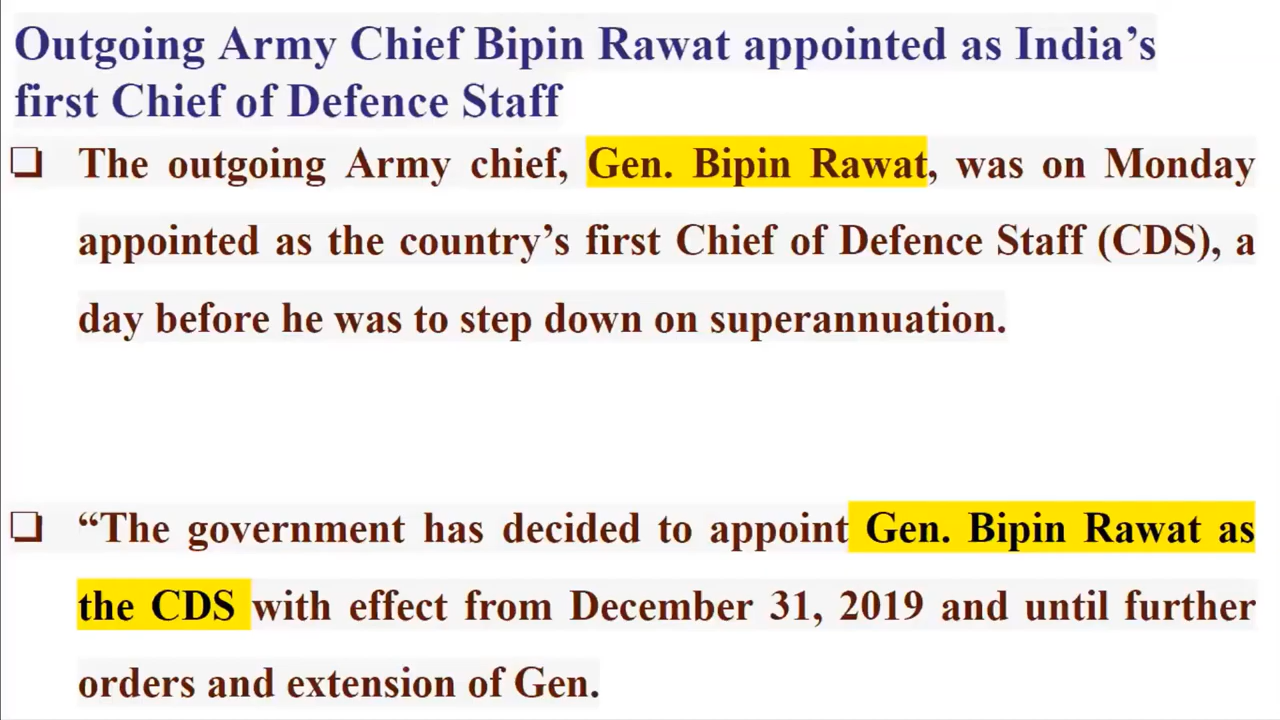 Outgoing Army Chief Bipin Rawat appointed as India’s
first Chief of Defence Staff
❑ The outgoing Army chief, Gen. Bipin Rawat, was on Monday
appointed as the country’s first Chief of Defence Staff (CDS), a
day before he was to step down on superannuation.
❑ “The government has decided to appoint Gen. Bipin Rawat as
the CDS with effect from December 31, 2019 and until further
orders and extension of Gen.